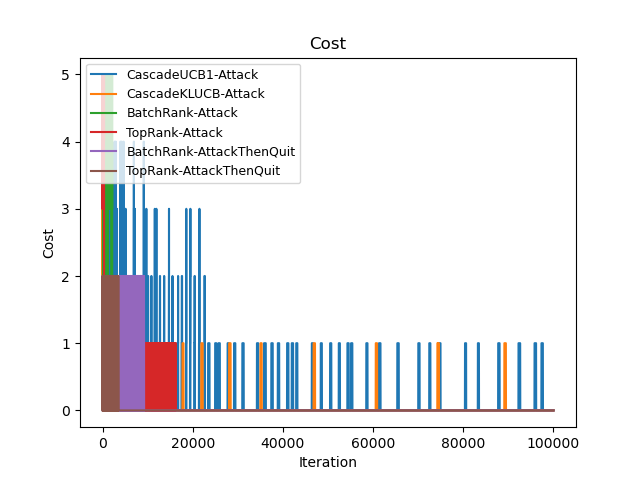 Cost
5
4
3
2
1
0
Cost
CascadeUCB1-Attack
CascadeKLUCB-Attack
BatchRank-Attack
TopRank-Attack
BatchRank-AttackThenQuit
TopRank-AttackThenQuit
0 20000 40000 60000 80000 100000
Iteration